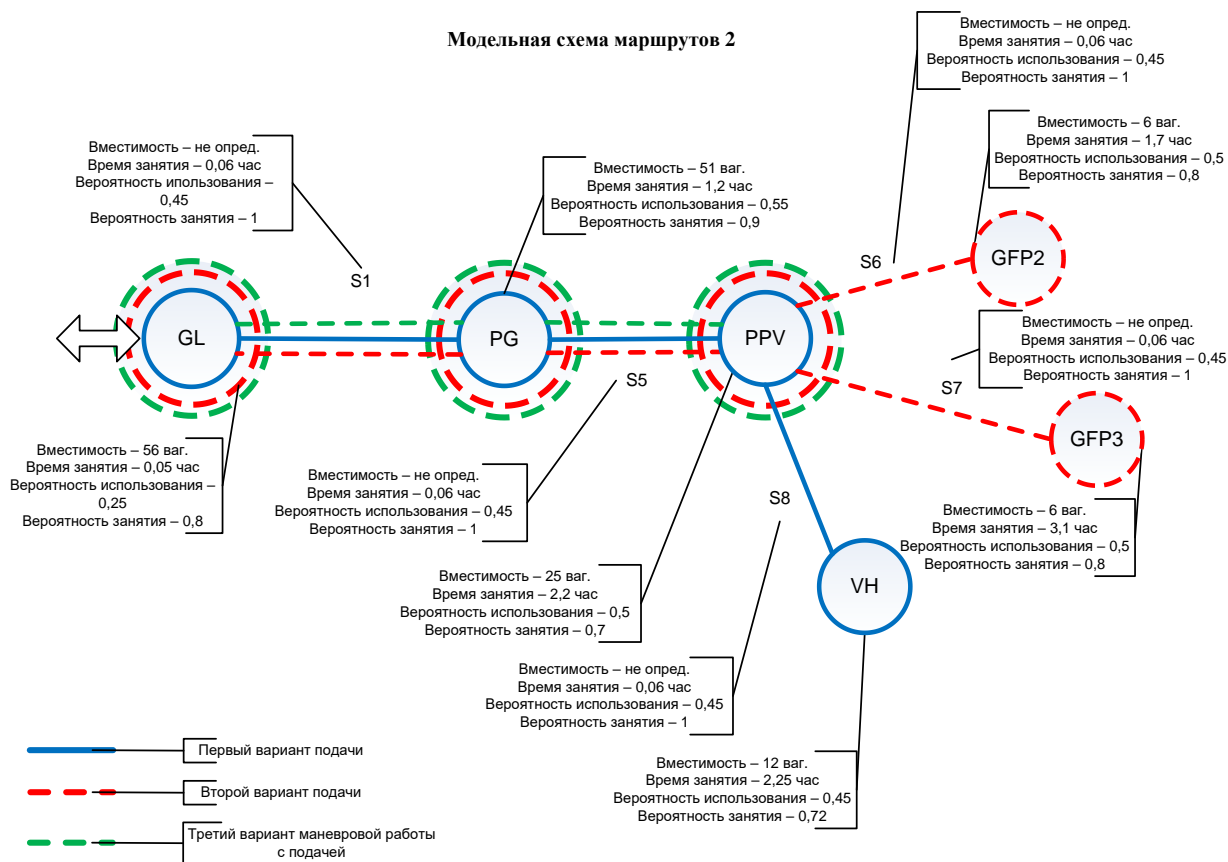 Модельная схема маршрутов 2
Вместимость – не опред.
Время занятия – 0,06 час
Вероятность использования – 0,45
Вероятность занятия – 1
Вместимость – не опред.
Время занятия – 0,06 час
Вероятность ипользования –
0,45
Вероятность занятия – 1
Вместимость – 51 ваг.
Время занятия – 1,2 час
Вероятность использования – 0,55
Вероятность занятия – 0,9
Вместимость – 6 ваг.
Время занятия – 1,7 час
Вероятность использования – 0,5
Вероятность занятия – 0,8
S1
S6
GFP2
GL
PG
PPV
Вместимость – не опред.
Время занятия – 0,06 час
Вероятность использования – 0,45
Вероятность занятия – 1
S5
S7
GFP3
Вместимость – 56 ваг.
Время занятия – 0,05 час
Вероятность использования –
0,25
Вероятность занятия – 0,8
Вместимость – не опред.
Время занятия – 0,06 час
Вероятность использования – 0,45
Вероятность занятия – 1
S8
Вместимость – 6 ваг.
Время занятия – 3,1 час
Вероятность использования – 0,5
Вероятность занятия – 0,8
Вместимость – 25 ваг.
Время занятия – 2,2 час
Вероятность использования – 0,5
Вероятность занятия – 0,7
VH
Вместимость – не опред.
Время занятия – 0,06 час
Вероятность использования – 0,45
Вероятность занятия – 1
Вместимость – 12 ваг.
Время занятия – 2,25 час
Вероятность использования – 0,45
Вероятность занятия – 0,72
Первый вариант подачи
Второй вариант подачи
Третий вариант маневровой работы
с подачей